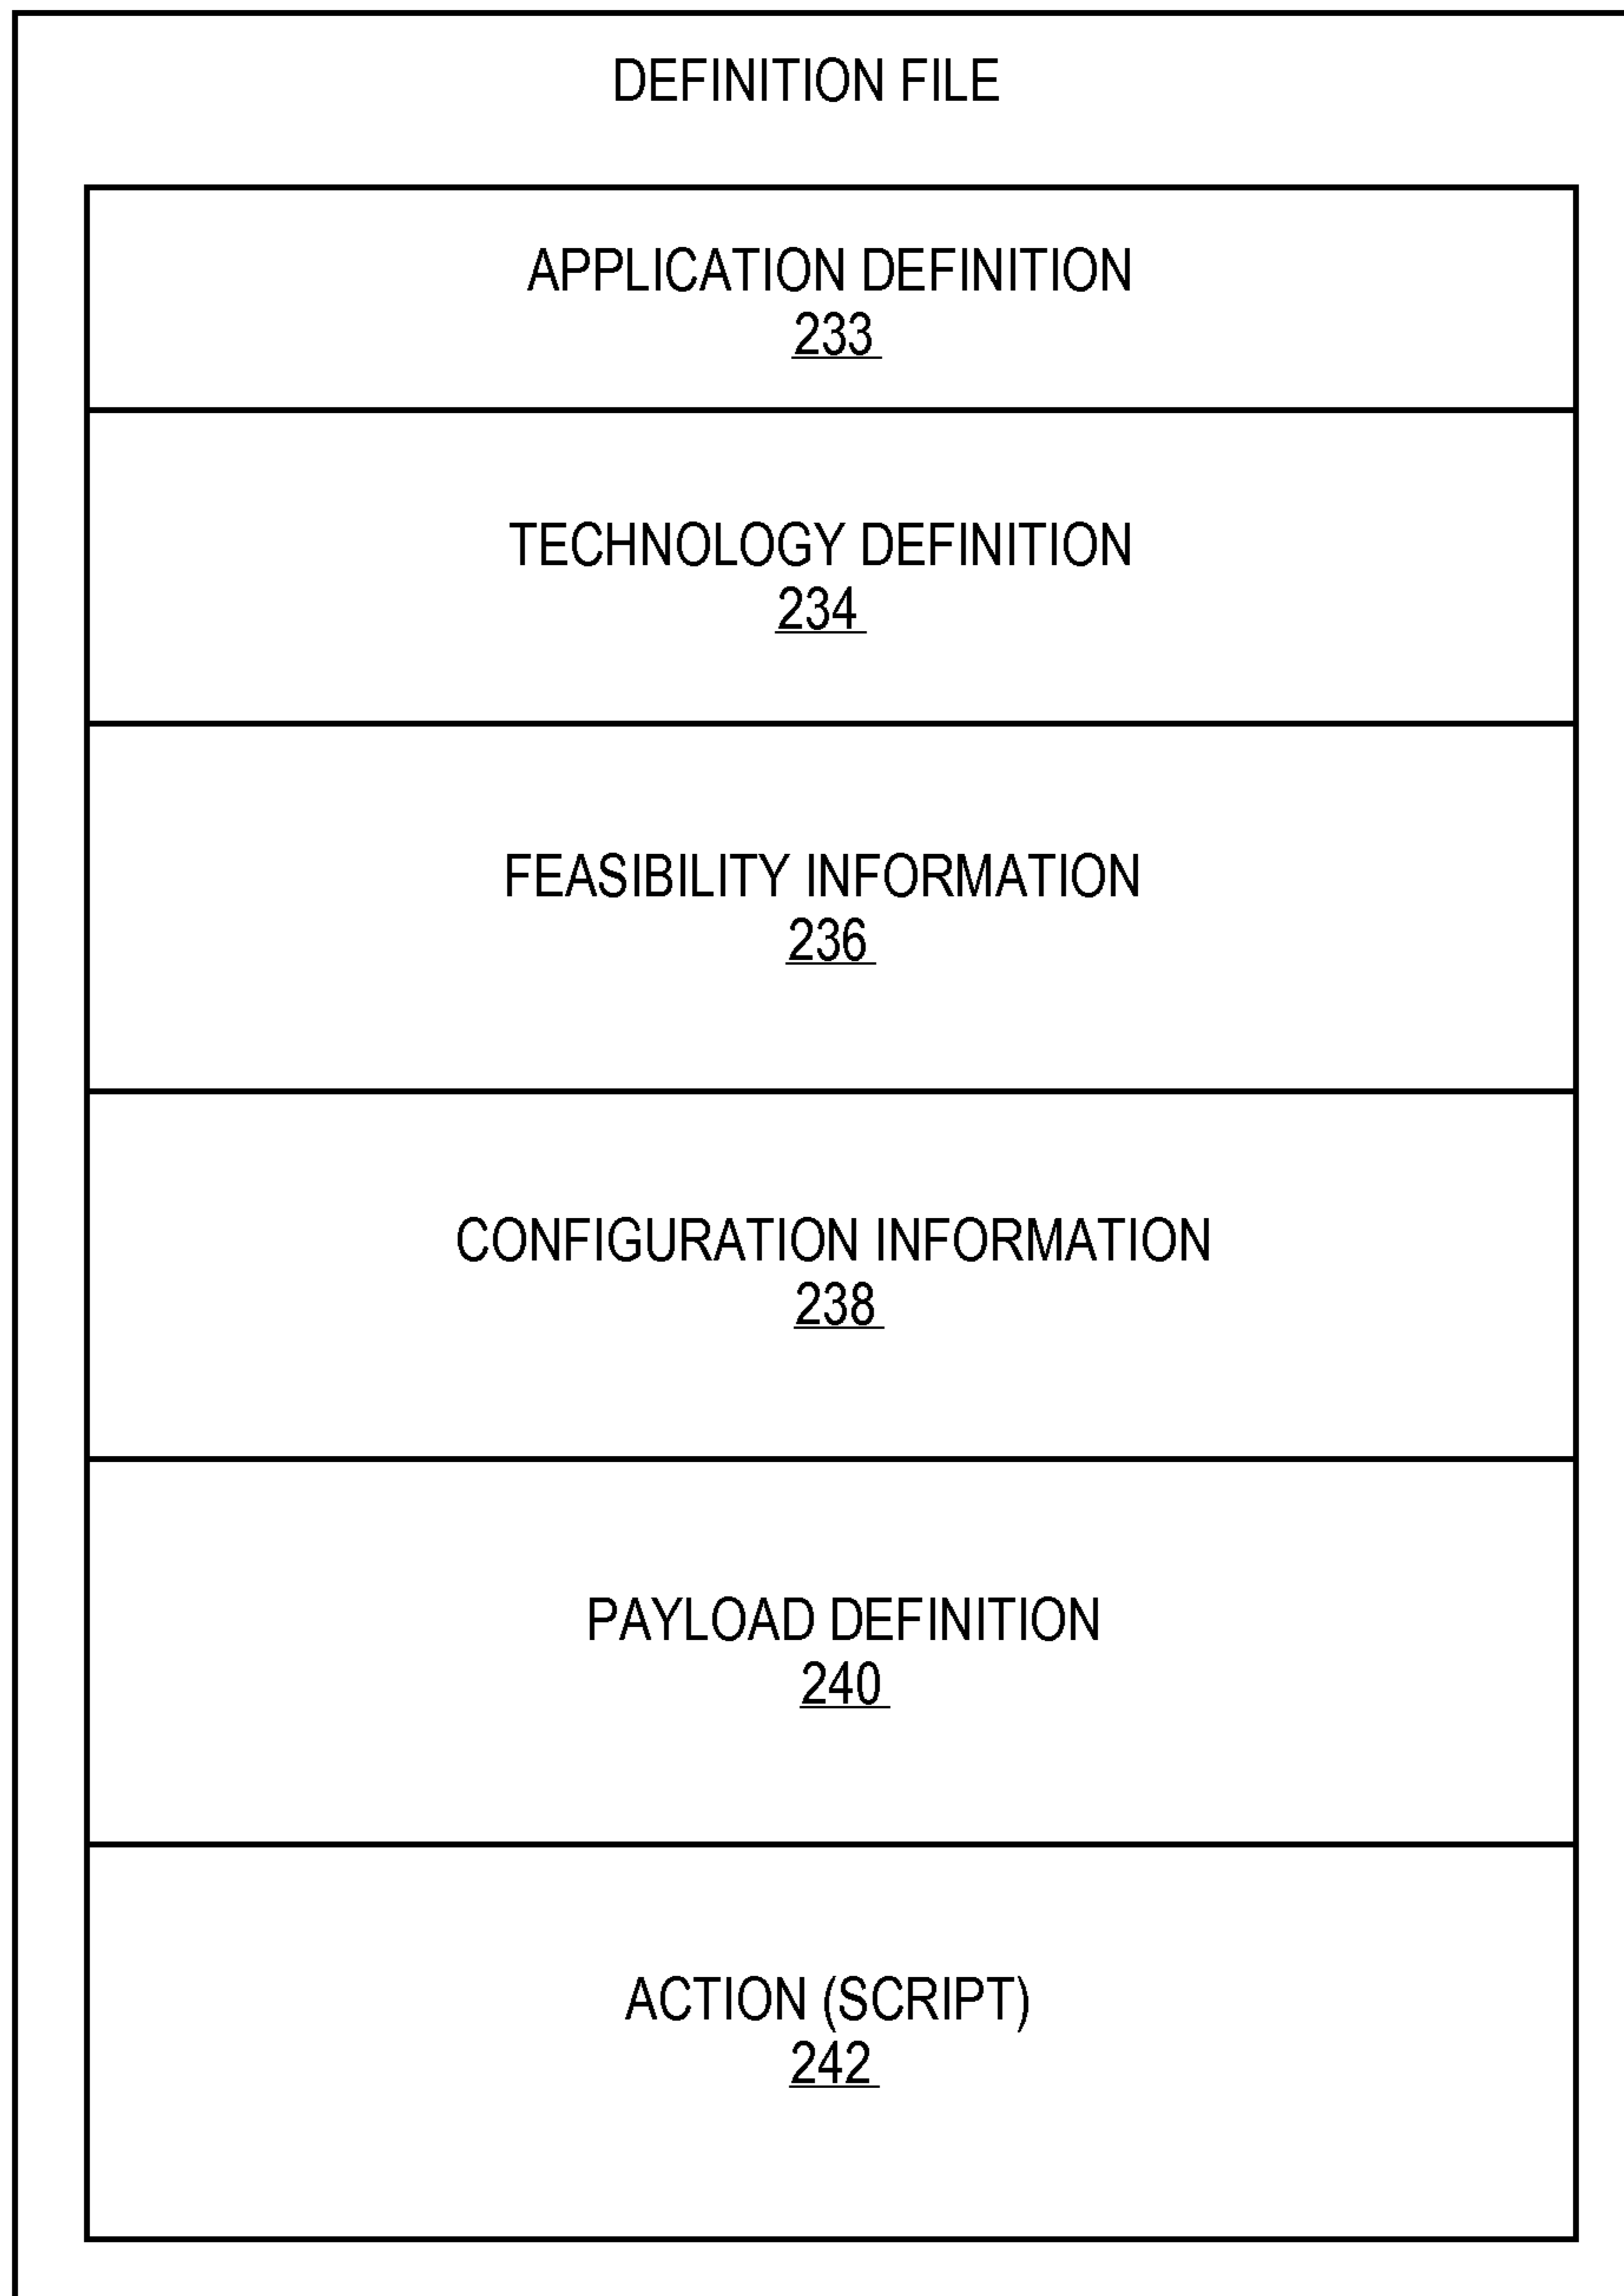 DEFINITION FILE
APPLICATION DEFINITION
233
TECHNOLOGY DEFINITION
234
FEASIBILITY INFORMATION
236
CONFIGURATION INFORMATION
238
PAYLOAD DEFINITION
240
ACTION (SCRIPT)
242